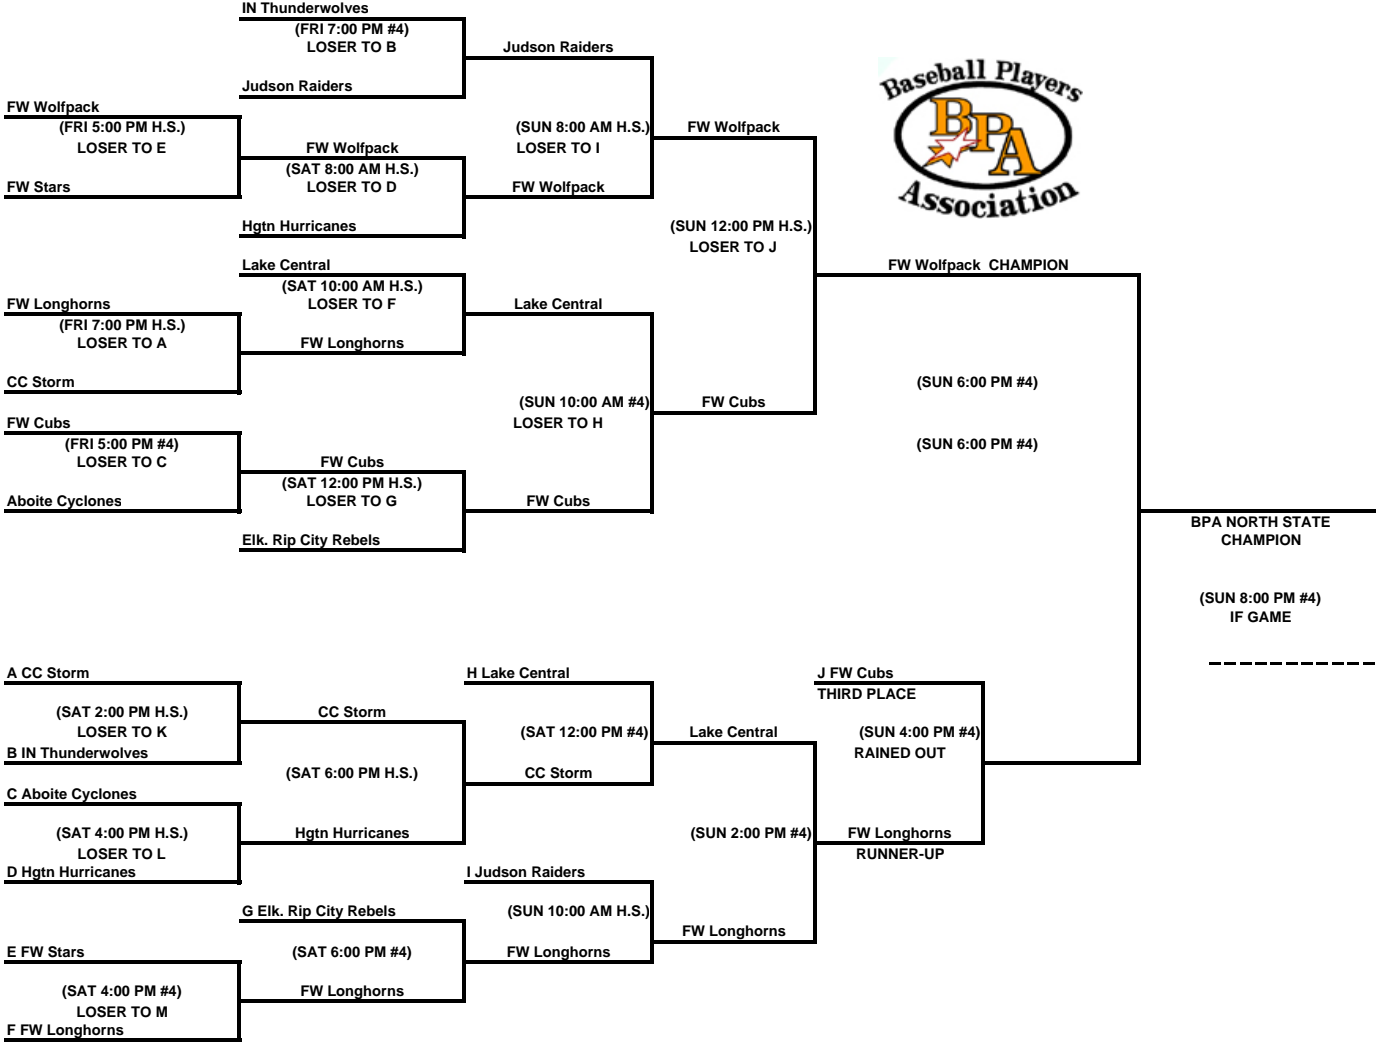 IN Thunderwolves
(FRI 7:00 PM #4)
LOSER TO B
Judson Raiders
Judson Raiders
FW Wolfpack
(FRI 5:00 PM H.S.)
LOSER TO E
FW Stars
FW Wolfpack
(SAT 8:00 AM H.S.)
LOSER TO D
Hgtn Hurricanes
(SUN 8:00 AM H.S.)
LOSER TO I
FW Wolfpack
FW Wolfpack
Baseball Players
BPA
Association
(SUN 12:00 PM H.S.)
LOSER TO J
FW Wolfpack CHAMPION
Lake Central
(SAT 10:00 AM H.S.)
LOSER TO F
FW Longhorns
(FRI 7:00 PM H.S.)
LOSER TO A
CC Storm
FW Longhorns
Lake Central
(SUN 10:00 AM #4)
LOSER TO H
FW Cubs
(SUN 6:00 PM #4)
(SUN 6:00 PM #4)
FW Cubs
(FRI 5:00 PM #4)
LOSER TO C
Aboite Cyclones
FW Cubs
(SAT 12:00 PM H.S.)
LOSER TO G
Elk. Rip City Rebels
FW Cubs
BPA NORTH STATE
CHAMPION
(SUN 8:00 PM #4)
IF GAME
A CC Storm
(SAT 2:00 PM H.S.)
LOSER TO K
B IN Thunderwolves
CC Storm
(SAT 6:00 PM H.S.)
C Aboite Cyclones
(SAT 4:00 PM H.S.)
LOSER TO L
D Hgtn Hurricanes
Hgtn Hurricanes
H Lake Central
(SAT 12:00 PM #4)
CC Storm
Lake Central
(SUN 2:00 PM #4)
J FW Cubs
THIRD PLACE
(SUN 4:00 PM #4)
RAINED OUT
FW Longhorns
RUNNER-UP
I Judson Raiders
(SUN 10:00 AM H.S.)
FW Longhorns
FW Longhorns
G Elk. Rip City Rebels
(SAT 6:00 PM #4)
FW Longhorns
E FW Stars
(SAT 4:00 PM #4)
LOSER TO M
F FW Longhorns